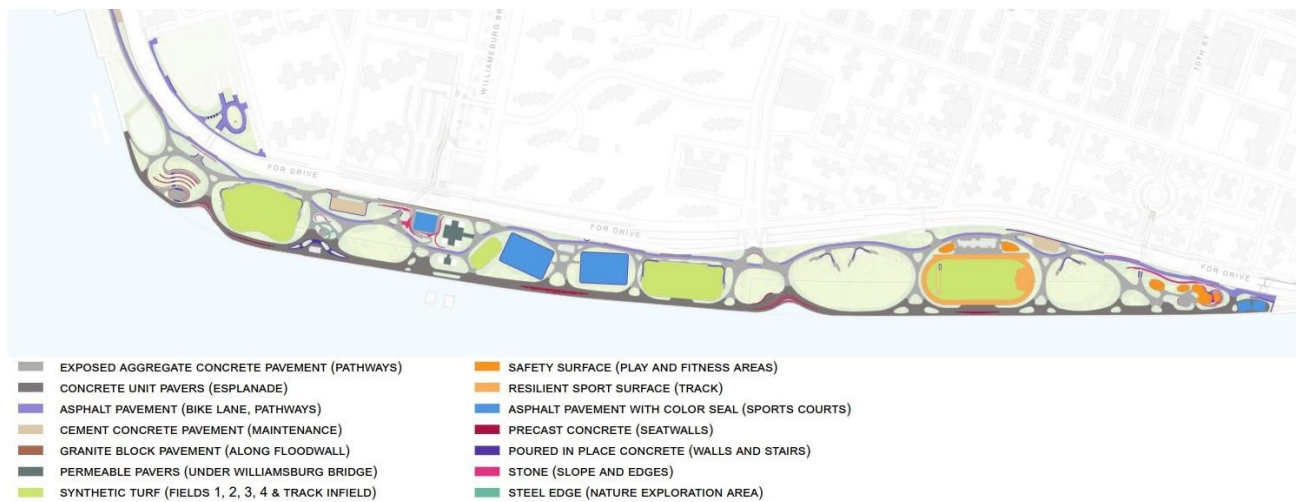 WILLIAMSBURG BR
10TH ST
FDR DRIVE
FDR DRIVE
FDR DRIVE
EXPOSED AGGREGATE CONCRETE PAVEMENT (PATHWAYS)
CONCRETE UNIT PAVERS (ESPLANADE)
ASPHALT PAVEMENT (BIKE LANE, PATHWAYS)
CEMENT CONCRETE PAVEMENT (MAINTENANCE)
GRANITE BLOCK PAVEMENT (ALONG FLOODWALL)
PERMEABLE PAVERS (UNDER WILLIAMSBURG BRIDGE)
SYNTHETIC TURF (FIELDS 1, 2, 3, 4 & TRACK INFIELD)
SAFETY SURFACE (PLAY AND FITNESS AREAS)
RESILIENT SPORT SURFACE (TRACK)
ASPHALT PAVEMENT WITH COLOR SEAL (SPORTS COURTS)
PRECAST CONCRETE (SEATWALLS)
POURED IN PLACE CONCRETE (WALLS AND STAIRS)
STONE (SLOPE AND EDGES)
STEEL EDGE (NATURE EXPLORATION AREA)